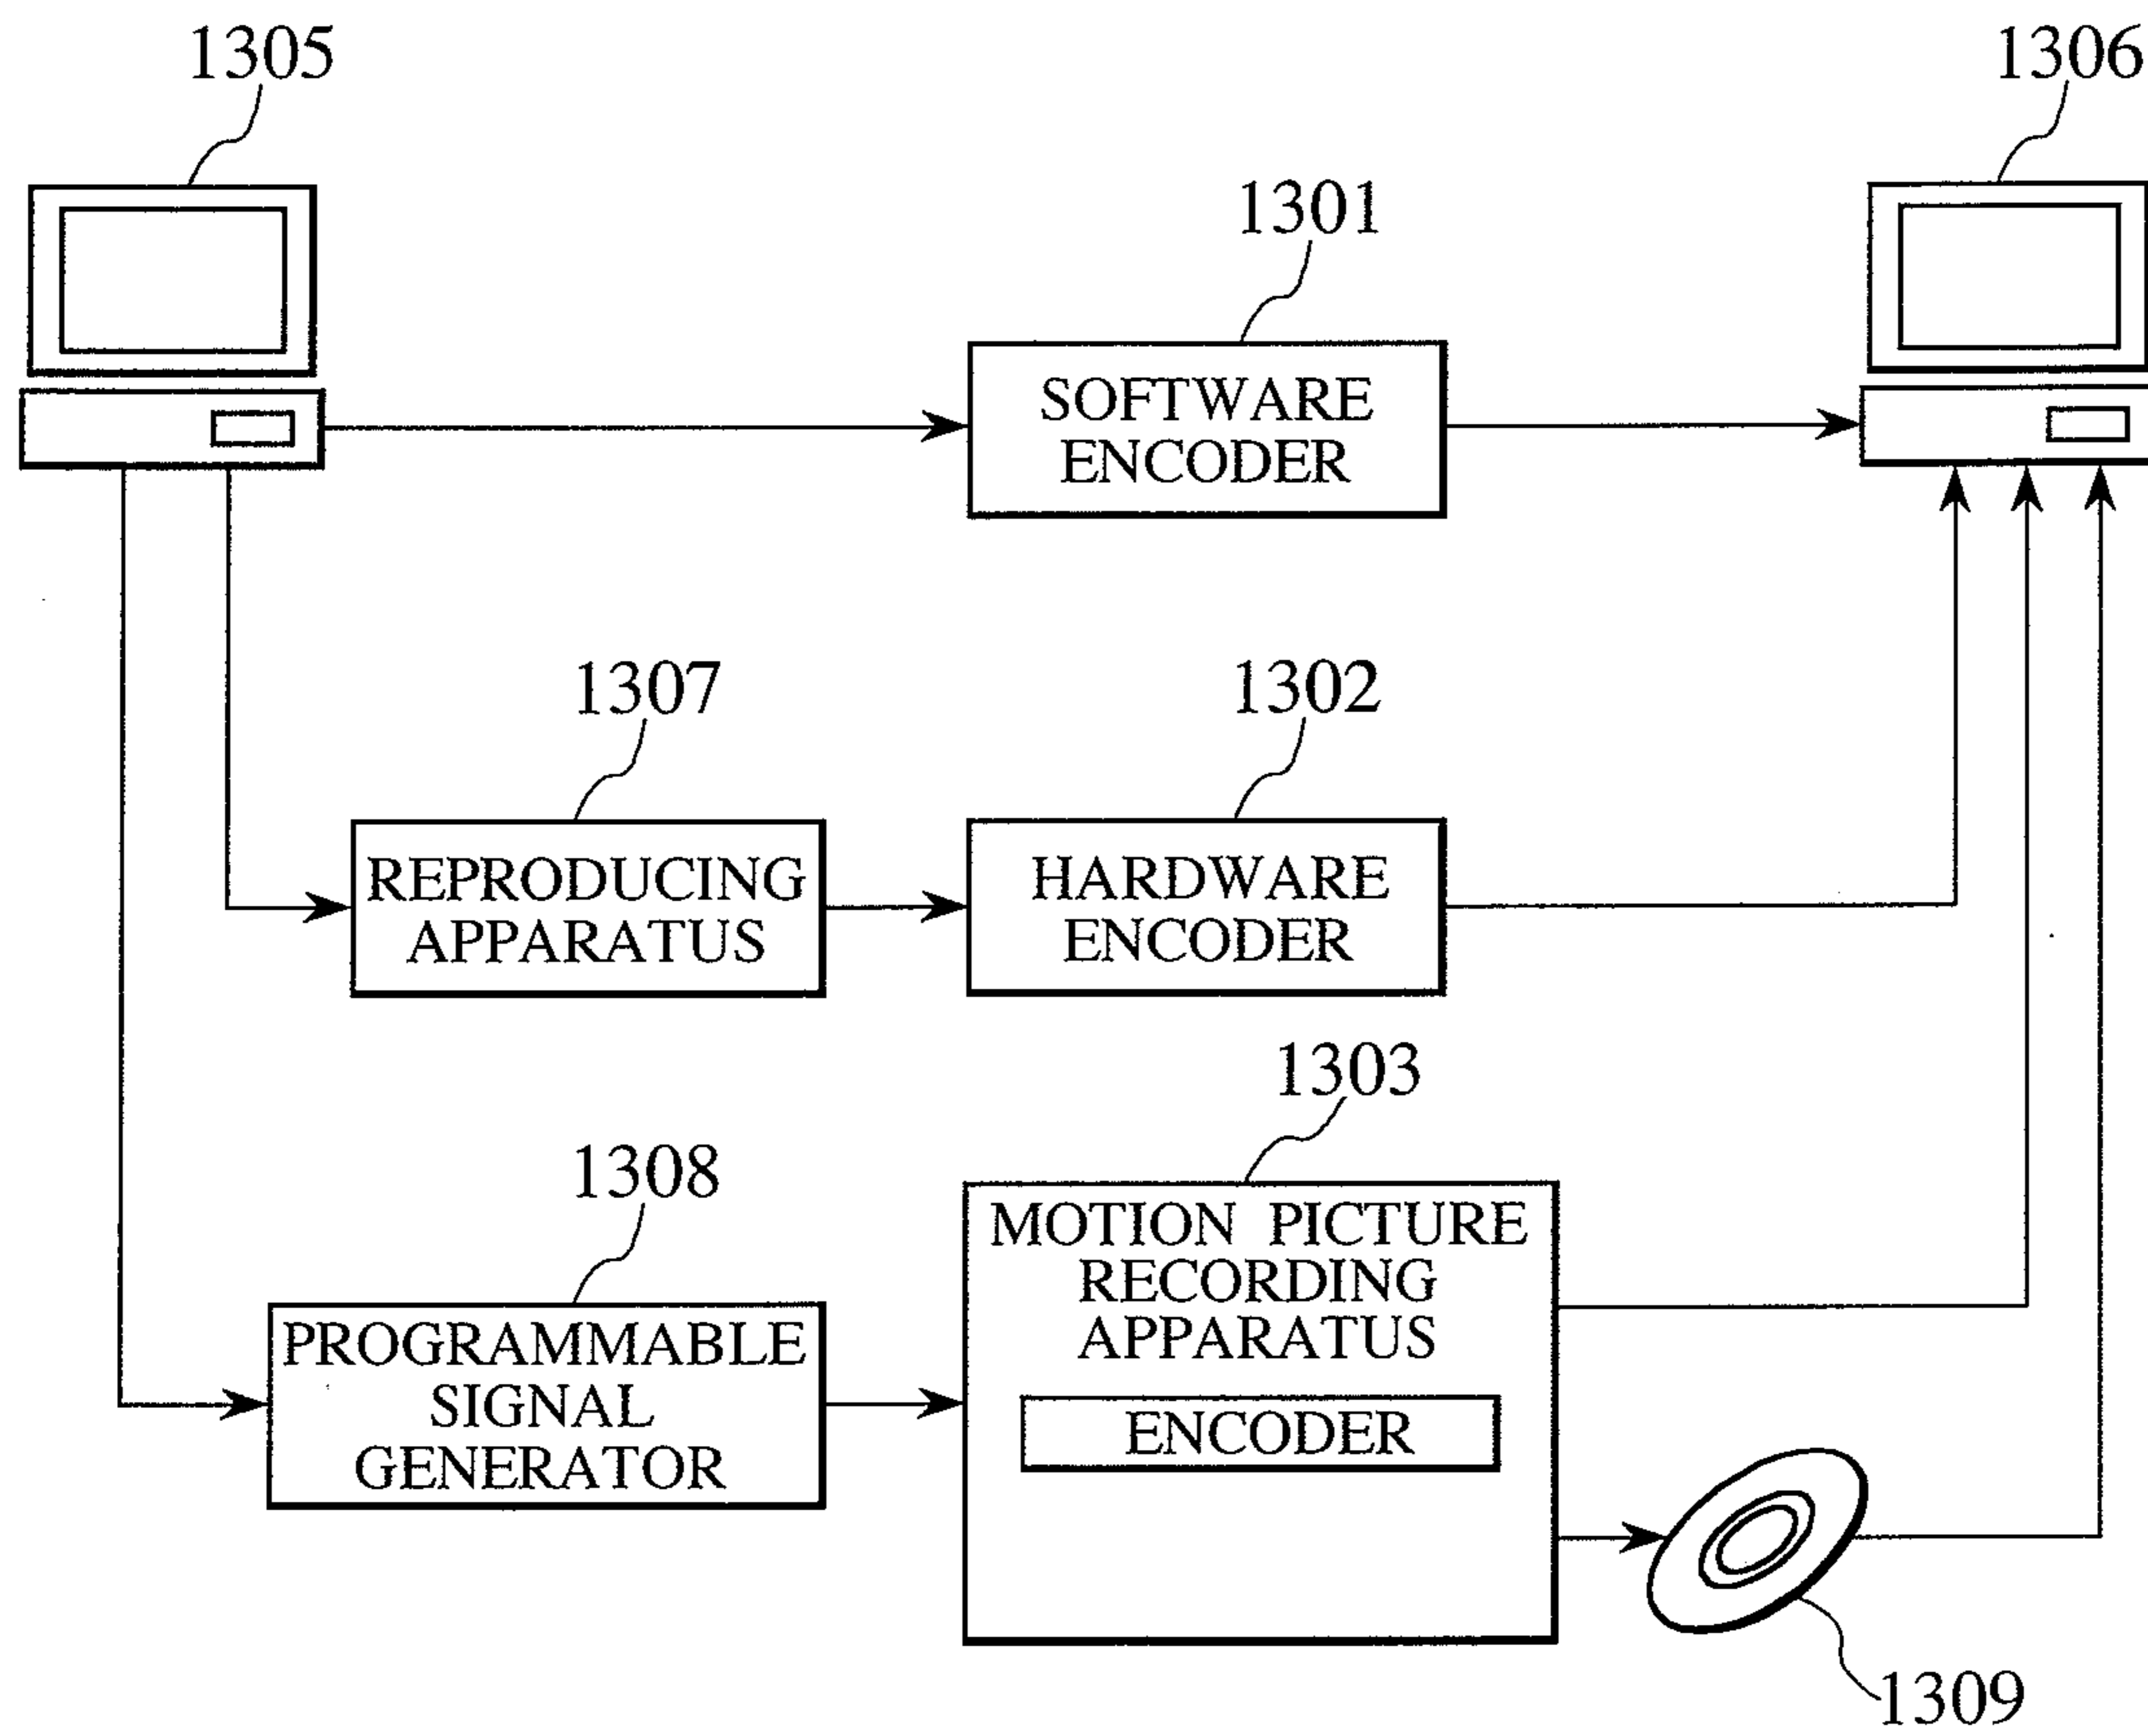 1305
1306
1301
SOFTWARE
ENCODER
1307
1302
REPRODUCING
APPARATUS
HARDWARE
ENCODER
1303
1308
MOTION PICTURE
RECORDING
APPARATUS
PROGRAMMABLE
SIGNAL
GENERATOR
ENCODER
1309